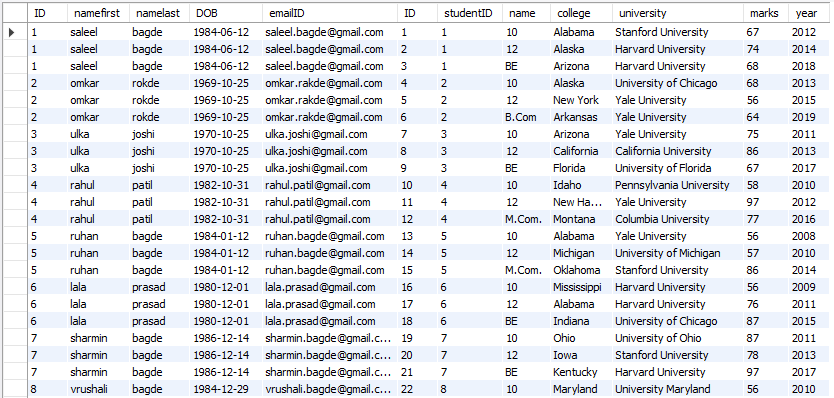 ID namefirst namelast DOB emailID ID studentID name college university marks year
1 saleel bagde 1984-06-12 saleel.bagde@gmail.com 1 1 10 Alabama Stanford University 67 2012
1 saleel bagde 1984-06-12 saleel.bagde@gmail.com 2 1 12 Alaska Harvard University 74 2014
1 saleel bagde 1984-06-12 saleel.bagde@gmail.com 3 1 BE Arizona Harvard University 68 2018
2 omkar rokde 1969-10-25 omkar.rakde@gmail.com 4 2 10 Alaska University of Chicago 68 2013
2 omkar rokde 1969-10-25 omkar.rakde@gmail.com 5 2 12 New York Yale University 56 2015
2 omkar rokde 1969-10-25 omkar.rakde@gmail.com 6 2 B.Com Arkansas Yale University 64 2019
3 ulka joshi 1970-10-25 ulka.joshi@gmail.com 7 3 10 Arizona Yale University 75 2011
3 ulka joshi 1970-10-25 ulka.joshi@gmail.com 8 3 12 California California University 86 2013
3 ulka joshi 1970-10-25 ulka.joshi@gmail.com 9 3 BE Florida University of Florida 67 2017
4 rahul patil 1982-10-31 rahul.patil@gmail.com 10 4 10 Idaho Pennsylvania University 58 2010
4 rahul patil 1982-10-31 rahul.patil@gmail.com 11 4 12 New Ha... Yale University 97 2012
4 rahul patil 1982-10-31 rahul.patil@gmail.com 12 4 M.Com. Montana Columbia University 77 2016
5 ruhan bagde 1984-01-12 ruhan.bagde@gmail.com 13 5 10 Alabama Yale University 56 2008
5 ruhan bagde 1984-01-12 ruhan.bagde@gmail.com 14 5 12 Michigan University of Michigan 57 2010
5 ruhan bagde 1984-01-12 ruhan.bagde@gmail.com 15 5 M.Com. Oklahoma Stanford University 86 2014
6 lala prasad 1980-12-01 lala.prasad@gmail.com 16 6 10 Mississippi Harvard University 56 2009
6 lala prasad 1980-12-01 lala.prasad@gmail.com 17 6 12 Alabama Harvard University 76 2011
6 lala prasad 1980-12-01 lala.prasad@gmail.com 18 6 BE Indiana University of Chicago 87 2015
7 sharmin bagde 1986-12-14 sharmin.bagde@gmail.c... 19 7 10 Ohio University of Ohio 87 2011
7 sharmin bagde 1986-12-14 sharmin.bagde@gmail.c... 20 7 12 Iowa Stanford University 78 2013
7 sharmin bagde 1986-12-14 sharmin.bagde@gmail.c... 21 7 BE Kentucky Harvard University 97 2017
8 vrushali bagde 1984-12-29 vrushali.bagde@gmail.c... 22 8 10 Maryland University Maryland 56 2010